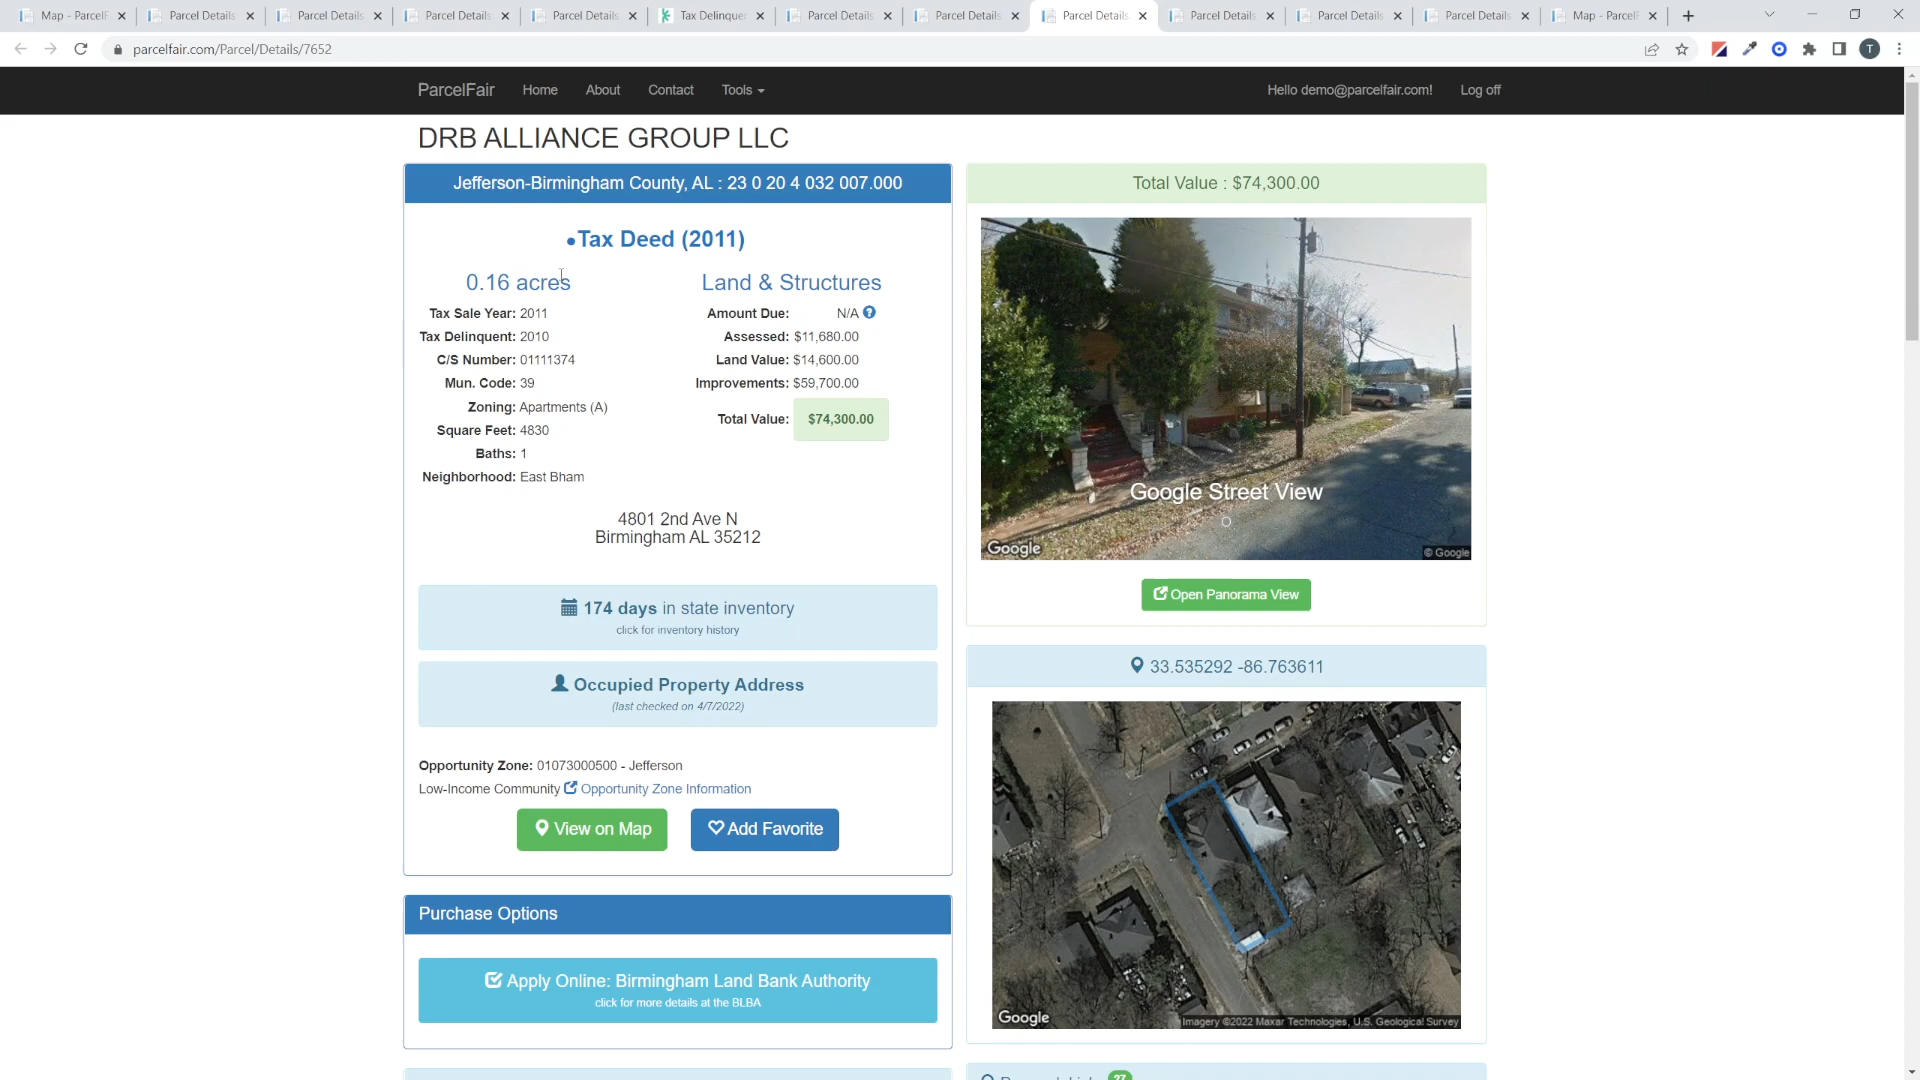 Map - ParcelF
Parcel Details
Parcel Details
Parcel Details
Parcel Details
Tax Delinque
Parcel Details
Parcel Details
Parcel Details
Parcel Details
Parcel Details
Parcel Details
Map - ParcelF
parcelfair.com/Parcel/Details/7652
T
ParcelFair Home About Contact Tools
Hello demo@parcelfair.com! Log off
DRB ALLIANCE GROUP LLC
Jefferson-Birmingham County, AL : 23 0 20 4 032 007.000
•Tax Deed (2011)
0.16 acres
Tax Sale Year: 2011
Tax Delinquent: 2010
C/S Number: 01111374
Mun. Code: 39
Zoning: Apartments (A)
Square Feet: 4830
Baths: 1
Neighborhood: East Bham
Land & Structures
Amount Due: N/A ?
Assessed: $11,680.00
Land Value: $14,600.00
Improvements: $59,700.00
Total Value: $74,300.00
4801 2nd Ave N
Birmingham AL 35212
174 days in state inventory
click for inventory history
Occupied Property Address
(last checked on 4/7/2022)
Opportunity Zone: 01073000500 - Jefferson
Low-Income Community Opportunity Zone Information
View on Map
Add Favorite
Purchase Options
Apply Online: Birmingham Land Bank Authority
click for more details at the BLBA
Total Value : $74,300.00
Google Street View
Google
© Google
Open Panorama View
33.535292 -86.763611
Google
Imagery ©2022 Maxar Technologies, U.S. Geological Survey
27